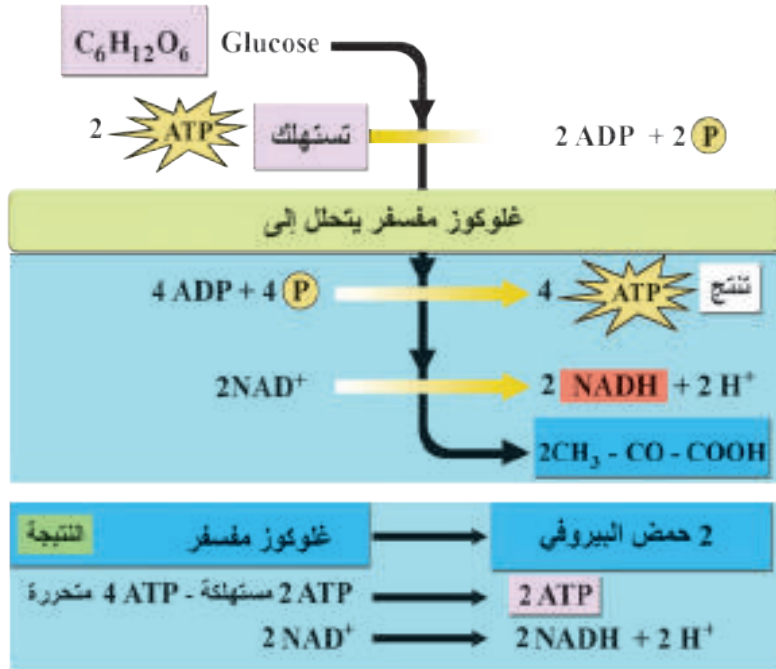 C₆H₁₂O₆ Glucose
2 ATP تستهلك 2 ADP + 2 P
غلوكوز مفسفر يتحلل إلى
4 ADP + 4 P 4 ATP تنتج
2NAD⁺ 2 NADH + 2 H⁺
2CH₃ - CO - COOH
النتيجة غلوكوز مفسفر 2 حمض البيروفي
2 ATP مستهلكة - 4 ATP متحررة 2 ATP
2 NAD⁺ 2 NADH + 2 H⁺